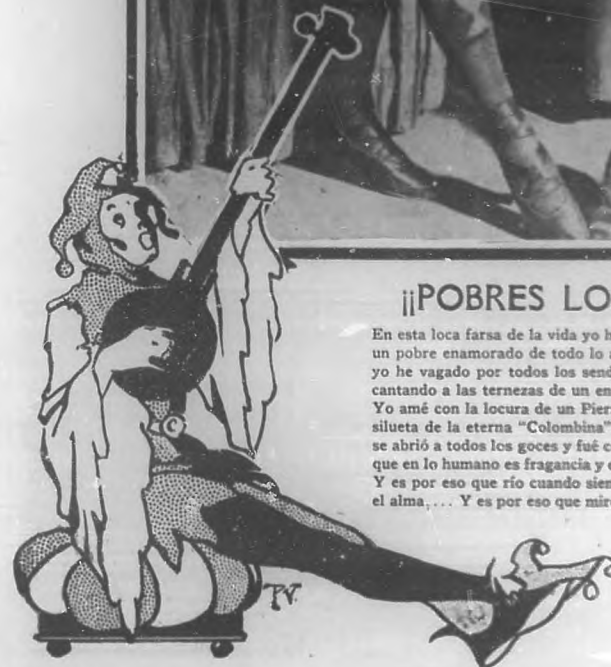 ¡¡POBRES LO
En esta loca farsa de la vida yo h
un pobre enamorado de todo lo
yo he vagado por todos los send
cantando a las ternezas de un en
Yo amé con la locura de un Pier
silueta de la eterna "Colombina"
se abrió a todos los goces y fué c
que en lo humano es fragancia y
Y es por eso que río cuando sien
el alma,... Y es por eso que mir
PV.